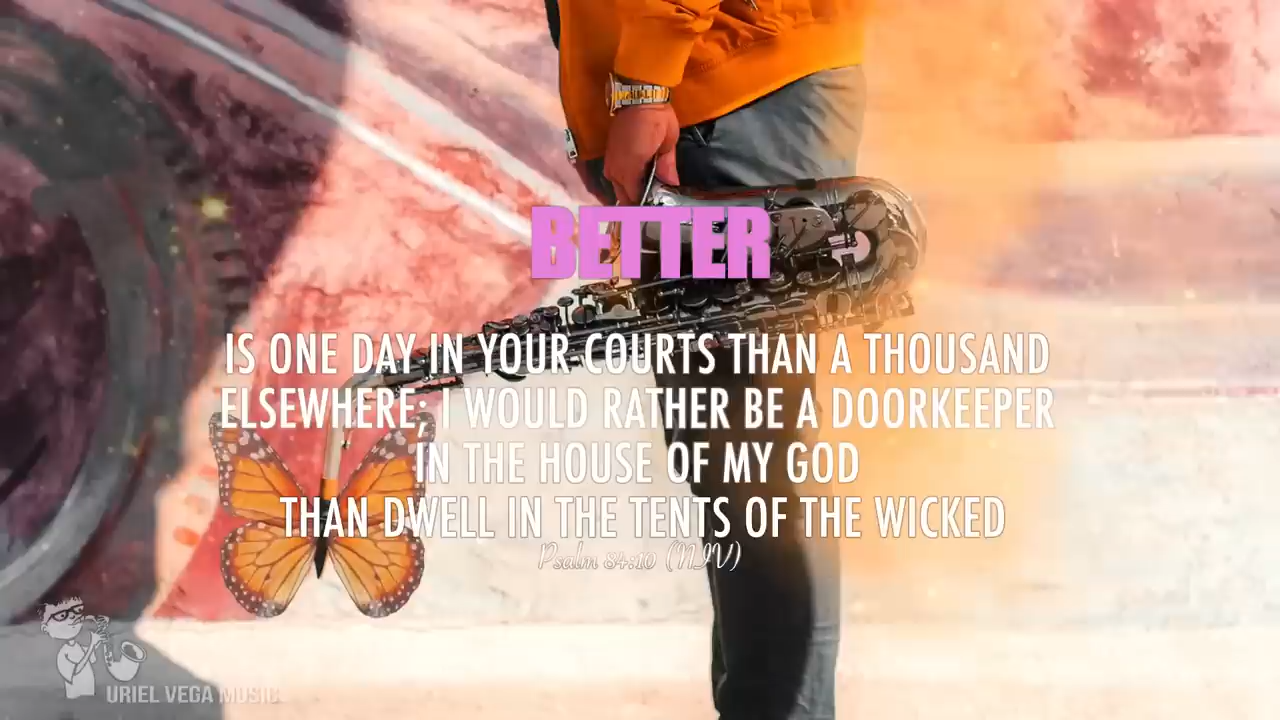 BETTER
IS ONE DAY IN YOUR COURTS THAN A THOUSAND
ELSEWHERE; I WOULD RATHER BE A DOORKEEPER
IN THE HOUSE OF MY GOD
THAN DWELL IN THE TENTS OF THE WICKED
Psalm 84:10 (NIV)
URIEL VEGA MUSIC